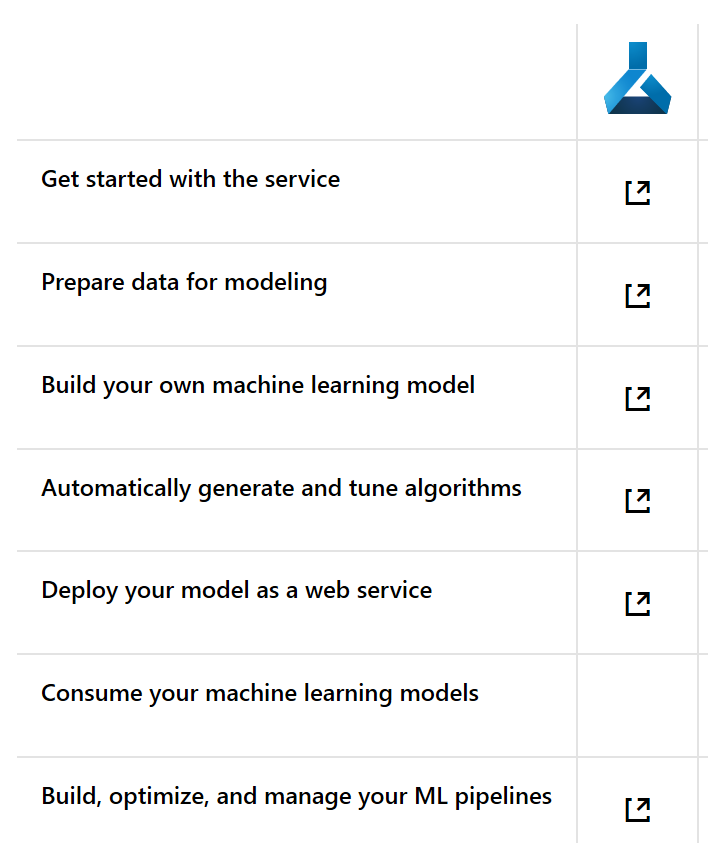 Get started with the service
Prepare data for modeling
Build your own machine learning model
Automatically generate and tune algorithms
Deploy your model as a web service
Consume your machine learning models
Build, optimize, and manage your ML pipelines